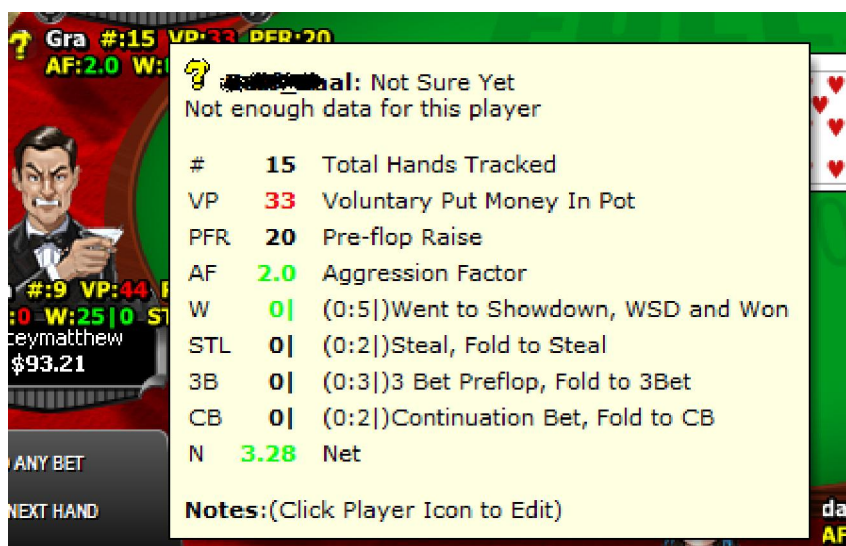 Gra #:15 VP:33 PFR:20
AF:2.0 W:
nal: Not Sure Yet
Not enough data for this player
# 15 Total Hands Tracked
VP 33 Voluntary Put Money In Pot
PFR 20 Pre-flop Raise
AF 2.0 Aggression Factor
W 0| (0:5|)Went to Showdown, WSD and Won
STL 0| (0:2|)Steal, Fold to Steal
3B 0| (0:3|)3 Bet Preflop, Fold to 3Bet
CB 0| (0:2|)Continuation Bet, Fold to CB
N 3.28 Net
Notes:(Click Player Icon to Edit)
#:9 VP:44
:0 W:25|0 ST
ceymatthew
$93.21
ANY BET
NEXT HAND
da
AF